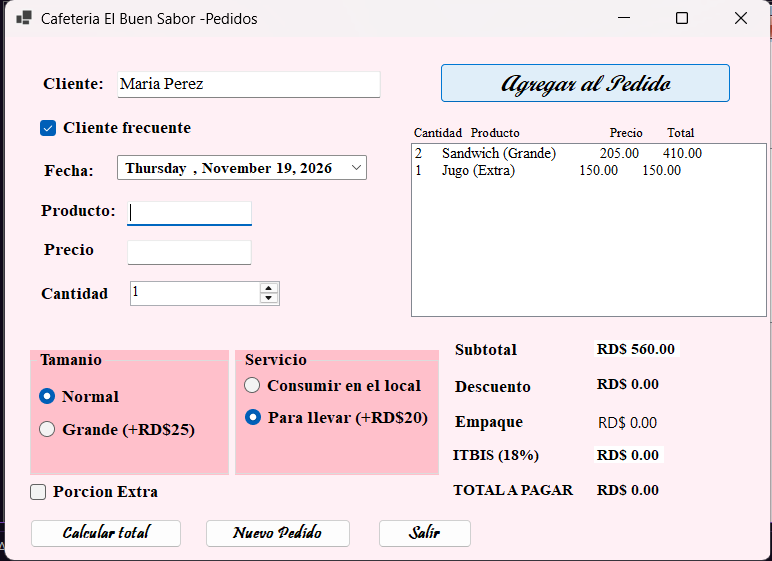 Cafeteria El Buen Sabor -Pedidos
Cliente: Maria Perez
Agregar al Pedido
Cliente frecuente
Cantidad Producto Precio Total
2 Sandwich (Grande) 205.00 410.00
1 Jugo (Extra) 150.00 150.00
Fecha: Thursday , November 19, 2026
Producto:
Precio
Cantidad 1
Tamanio
Normal
Grande (+RD$25)
Servicio
Consumir en el local
Para llevar (+RD$20)
Porcion Extra
Subtotal RD$ 560.00
Descuento RD$ 0.00
Empaque RD$ 0.00
ITBIS (18%) RD$ 0.00
TOTAL A PAGAR RD$ 0.00
Calcular total Nuevo Pedido Salir